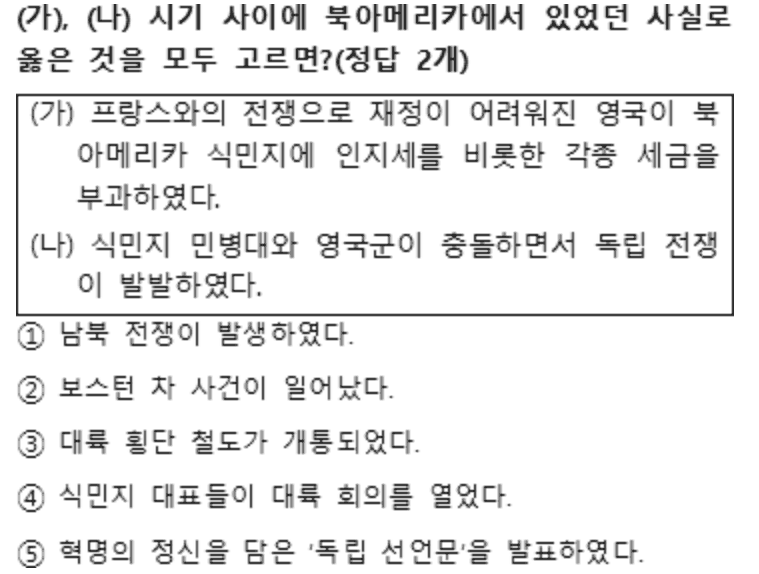 (가), (나) 시기 사이에 북아메리카에서 있었던 사실로
옳은 것을 모두 고르면?(정답 2개)
(가) 프랑스와의 전쟁으로 재정이 어려워진 영국이 북
아메리카 식민지에 인지세를 비롯한 각종 세금을
부과하였다.
(나) 식민지 민병대와 영국군이 충돌하면서 독립 전쟁
이 발발하였다.
① 남북 전쟁이 발생하였다.
② 보스턴 차 사건이 일어났다.
③ 대륙 횡단 철도가 개통되었다.
④ 식민지 대표들이 대륙 회의를 열었다.
⑤ 혁명의 정신을 담은 '독립 선언문'을 발표하였다.